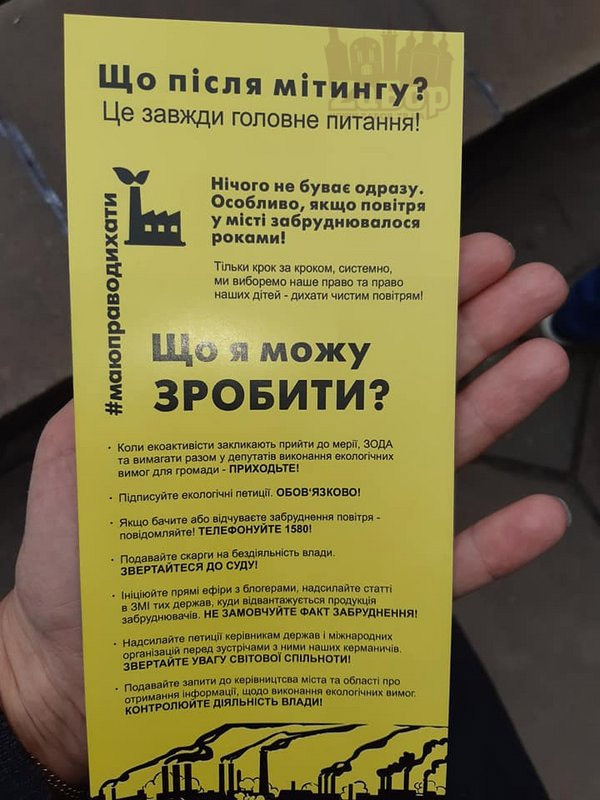 Що після мітингу?
Це завжди головне питання!
#маюправодихати
Нічого не буває одразу.
Особливо, якщо повітря
у місті забруднювалося
роками!
Тільки крок за кроком, системно,
ми виборемо наше право та право
наших дітей - дихати чистим повітрям!
Що я можу
ЗРОБИТИ?
· Коли екоактивісти закликають прийти до мерії, ЗОДА
та вимагати разом у депутатів виконання екологічних
вимог для громади - ПРИХОДЬТЕ!
· Підписуйте екологічні петиції. ОБОВ'ЯЗКОВО!
· Якщо бачите або відчуваєте забруднення повітря -
повідомляйте! ТЕЛЕФОНУЙТЕ 1580!
· Подавайте скарги на бездіяльність влади.
ЗВЕРТАЙТЕСЯ ДО СУДУ!
· Ініціюйте прямі ефіри з блогерами, надсилайте статті
в ЗМІ тих держав, куди відвантажується продукція
забруднювачів. НЕ ЗАМОВЧУЙТЕ ФАКТ ЗАБРУДНЕННЯ!
· Надсилайте петиції керівникам держав і міжнародних
організацій перед зустрічами з ними наших керманичів.
ЗВЕРТАЙТЕ УВАГУ СВІТОВОЇ СПІЛЬНОТИ!
· Подавайте запити до керівництва міста та області про
отримання інформації, щодо виконання екологічних вимог.
КОНТРОЛЮЙТЕ ДІЯЛЬНІСТЬ ВЛАДИ!